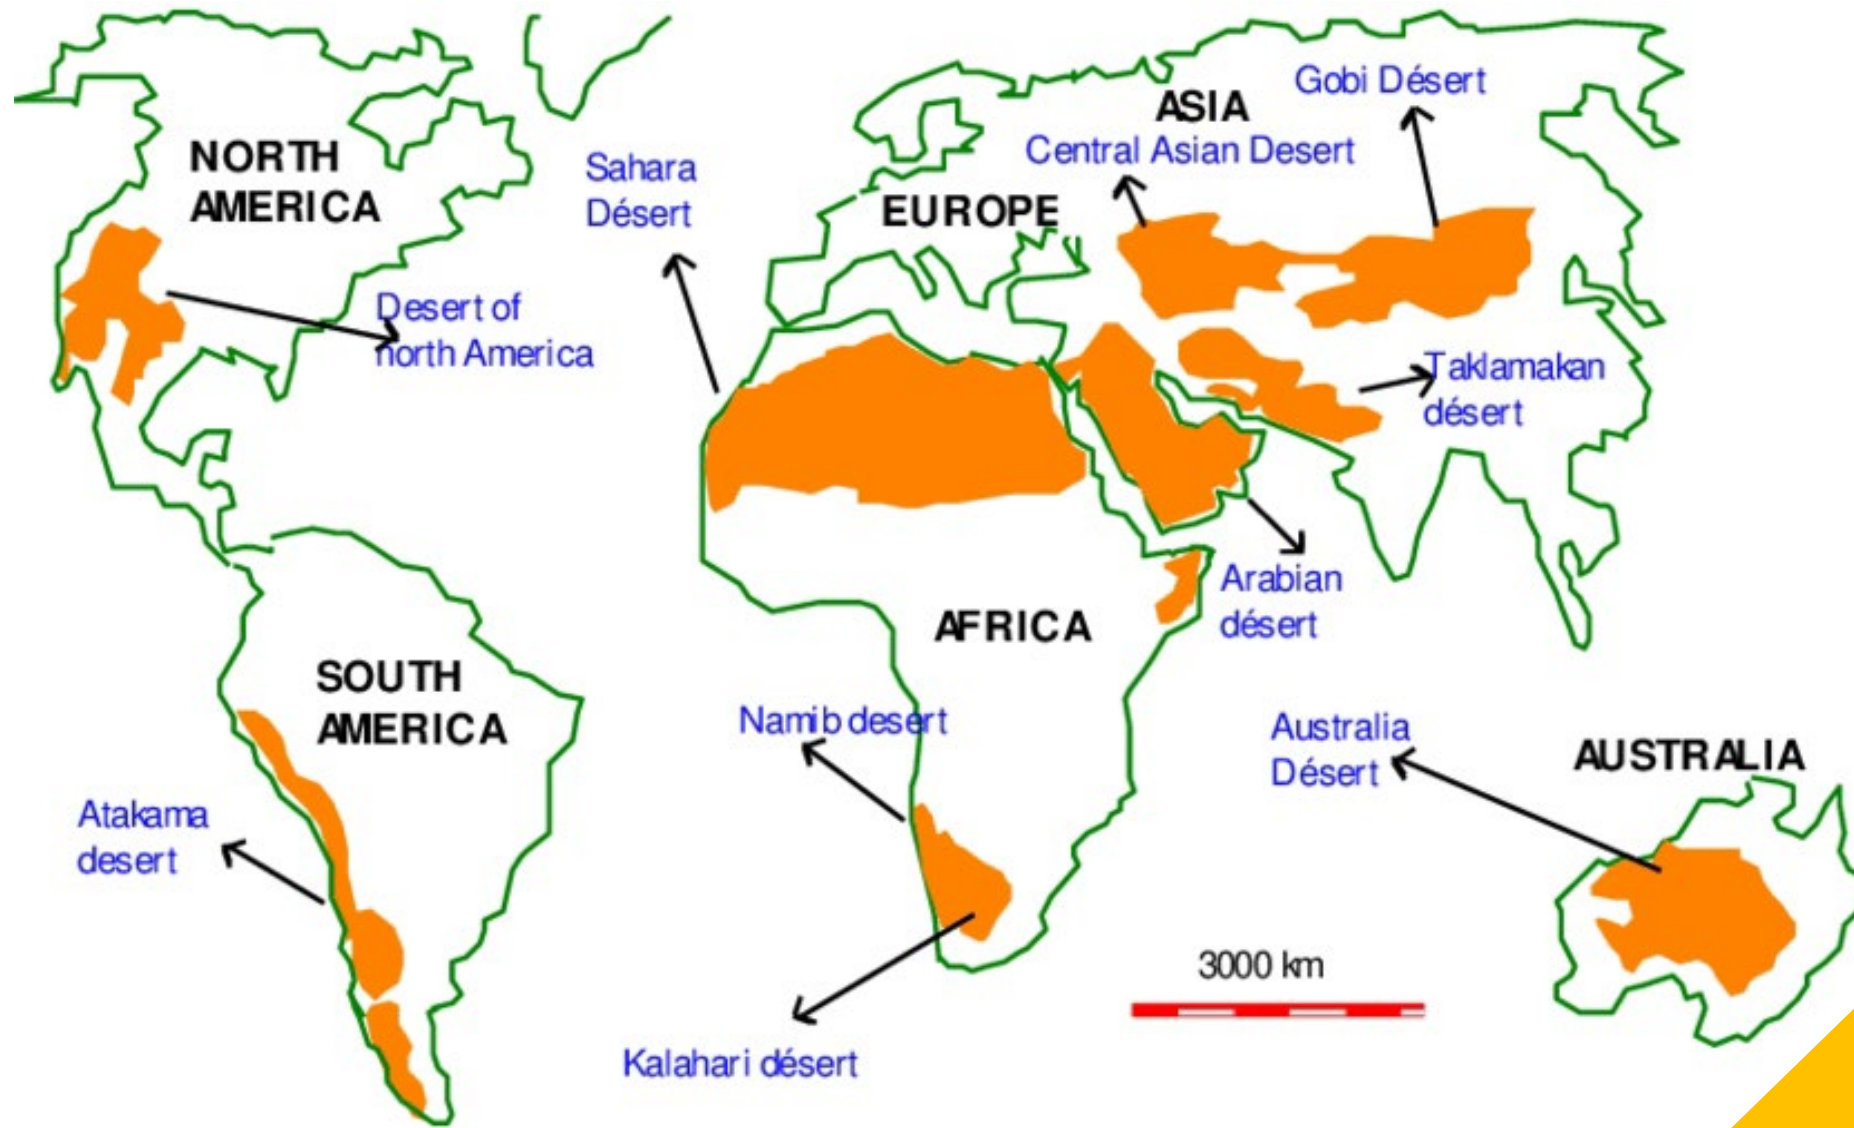 Gobi Désert
ASIA
Central Asian Desert
NORTH
AMERICA
Sahara
Désert
EUROPE
Desert of
north America
Taklamakan
désert
Arabian
désert
AFRICA
SOUTH
AMERICA
Namib desert
Australia
Désert
AUSTRALIA
Atakama
desert
3000 km
Kalahari désert